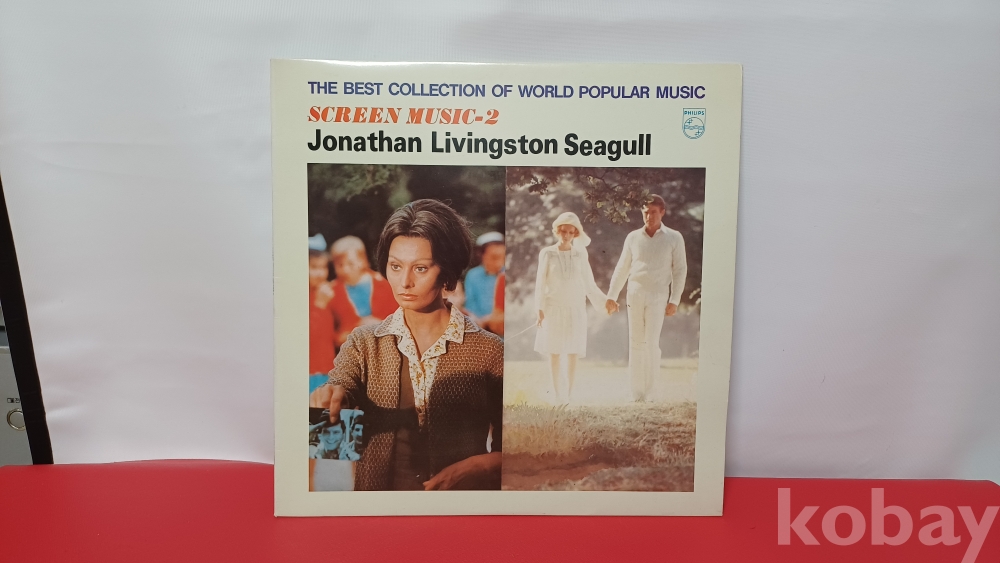 THE BEST COLLECTION OF WORLD POPULAR MUSIC
SCREEN MUSIC-2
PHILIPS
Jonathan Livingston Seagull
kobay